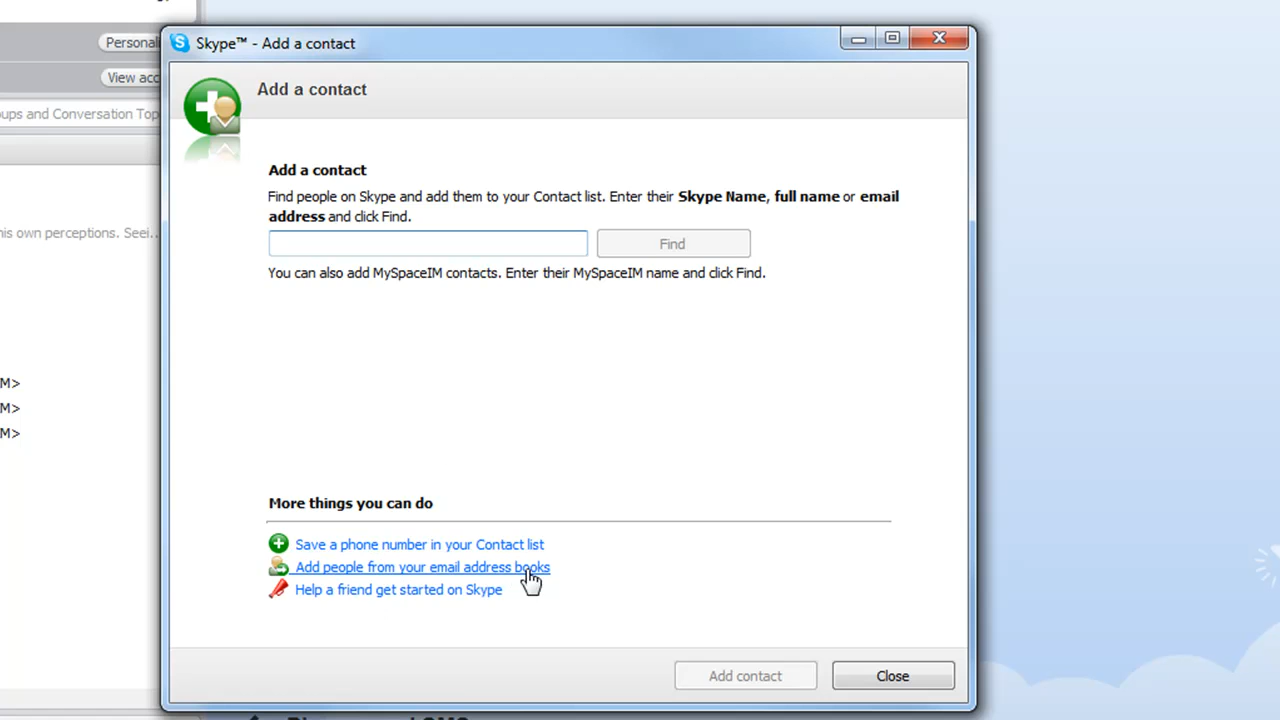 Personal
Skype™ - Add a contact
View acc
Add a contact
oups and Conversation Top
Add a contact
Find people on Skype and add them to your Contact list. Enter their Skype Name, full name or email
address and click Find.
his own perceptions. Seei...
Find
You can also add MySpaceIM contacts. Enter their MySpaceIM name and click Find.
M>
M>
M>
More things you can do
Save a phone number in your Contact list
Add people from your email address books
Help a friend get started on Skype
Add contact
Close